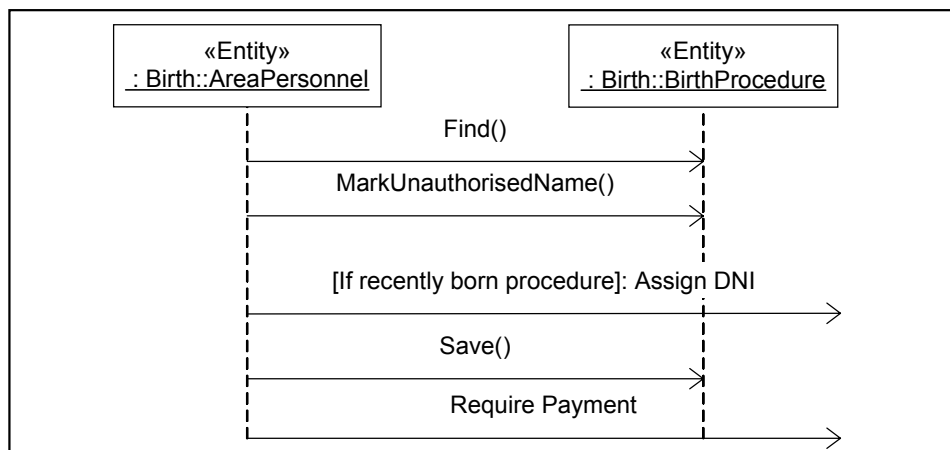 «Entity»
: Birth::AreaPersonnel
«Entity»
: Birth::BirthProcedure
Find()
MarkUnauthorisedName()
[If recently born procedure]: Assign DNI
Save()
Require Payment